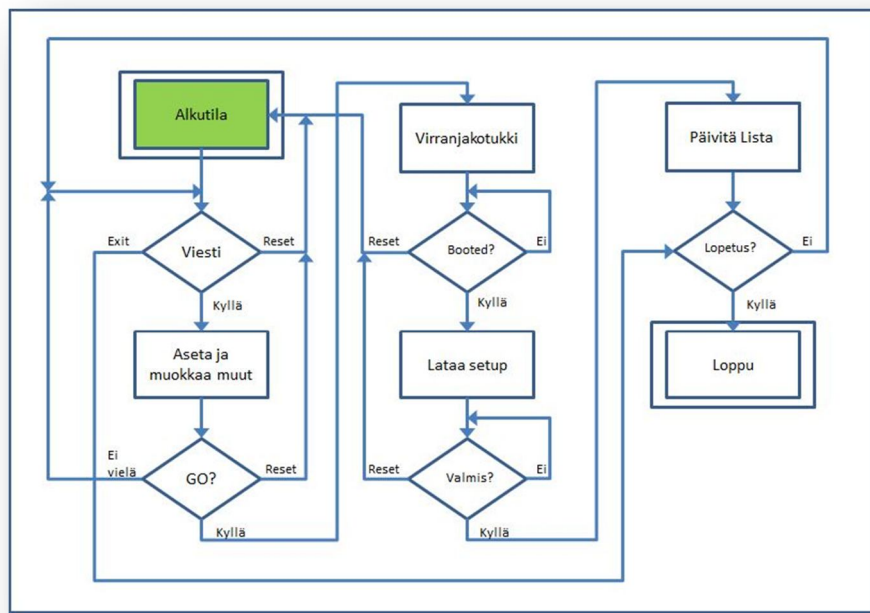 Alkutila
Viesti
Exit
Reset
Kyllä
Aseta ja
muokkaa muut
GO?
Ei
vielä
Reset
Kyllä
Virranjakotukki
Booted?
Reset
Ei
Kyllä
Lataa setup
Valmis?
Reset
Ei
Kyllä
Päivitä Lista
Lopetus?
Ei
Kyllä
Loppu